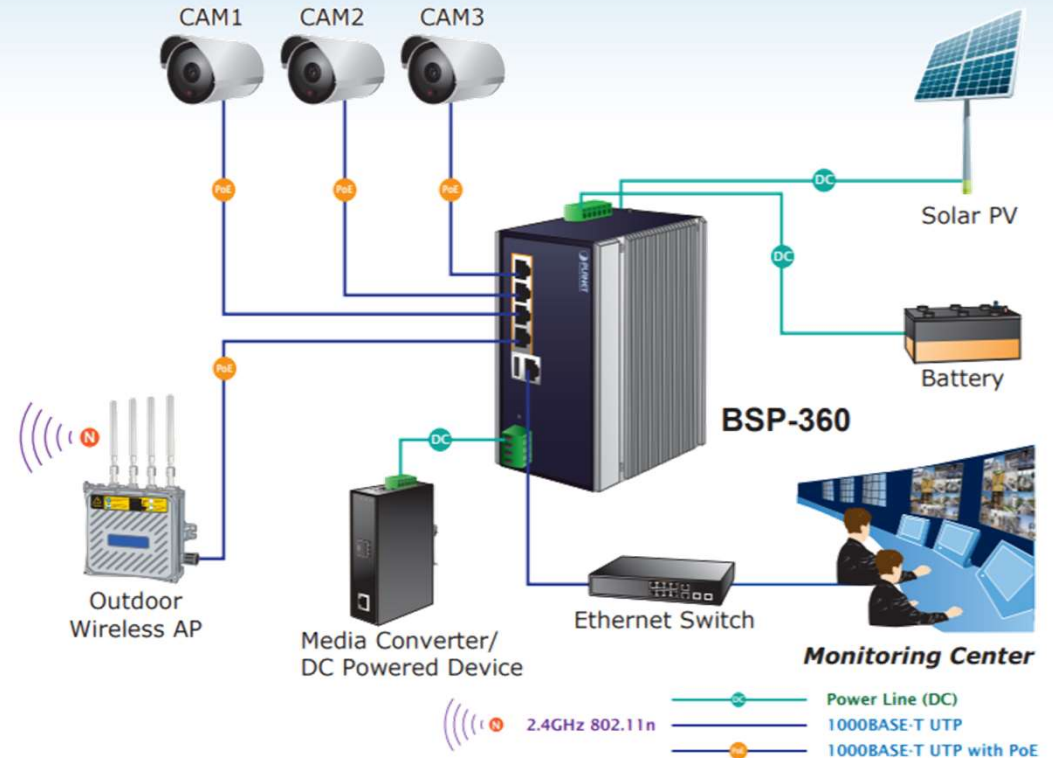 CAM1
CAM2
CAM3
PoE
PoE
PoE
DC
Solar PV
DC
PLANET
Battery
PoE
BSP-360
N
DC
Outdoor
Wireless AP
Media Converter/
DC Powered Device
Ethernet Switch
Monitoring Center
N 2.4GHz 802.11n
DC Power Line (DC)
1000BASE-T UTP
PoE 1000BASE-T UTP with PoE